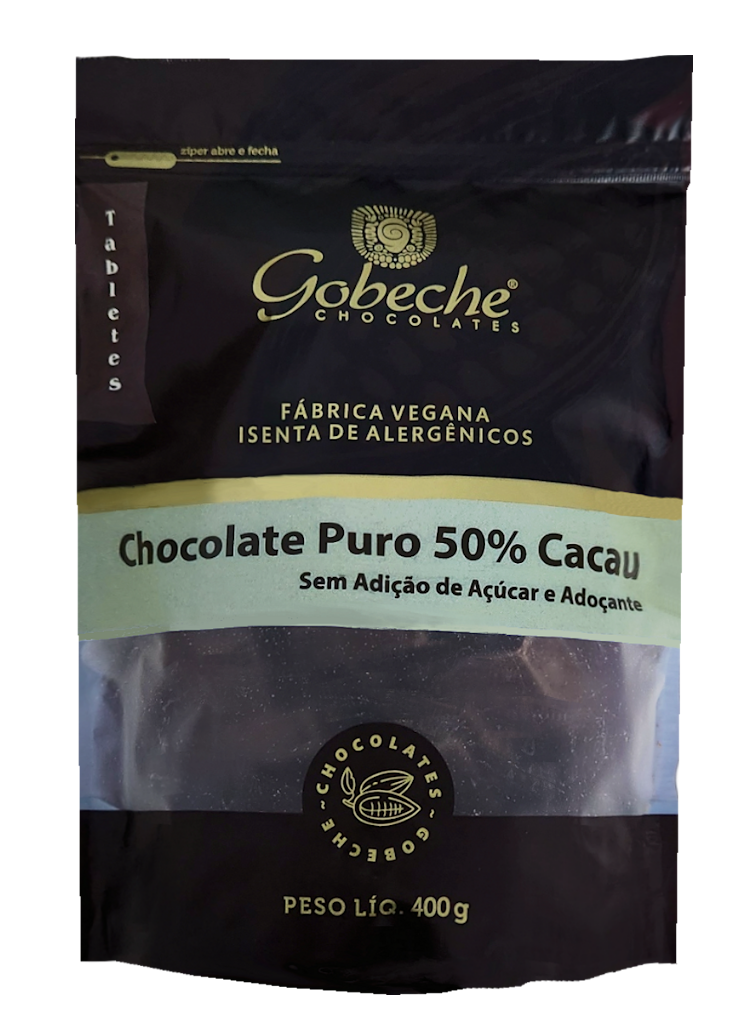 ziper abre e fecha
Tabletes
Gobeche®
CHOCOLATES
FÁBRICA VEGANA
ISENTA DE ALERGÊNICOS
Chocolate Puro 50% Cacau
Sem Adição de Açúcar e Adoçante
CHOCOLATES ~ GOBECHE ~
PESO LÍQ. 400g